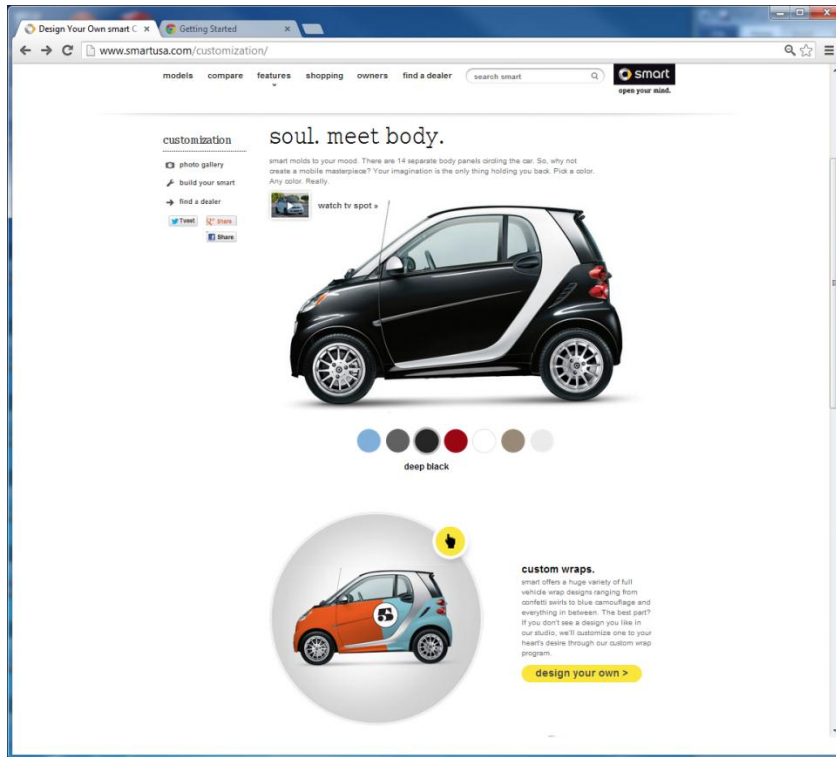 Design Your Own smart C
Getting Started
www.smartusa.com/customization/
models compare features shopping owners find a dealer search smart
smart
open your mind.
customization
photo gallery
build your smart
find a dealer
Tweet Share
Share
soul. meet body.
smart molds to your mood. There are 14 separate body panels circling the car. So, why not
create a mobile masterpiece? Your imagination is the only thing holding you back. Pick a color.
Any color. Really.
watch tv spot »
deep black
5
custom wraps.
smart offers a huge variety of full
vehicle wrap designs ranging from
confetti swirls to blue camouflage and
everything in between. The best part?
If you don't see a design you like in
our studio, we'll customize one to your
heart's desire through our custom wrap
program.
design your own >